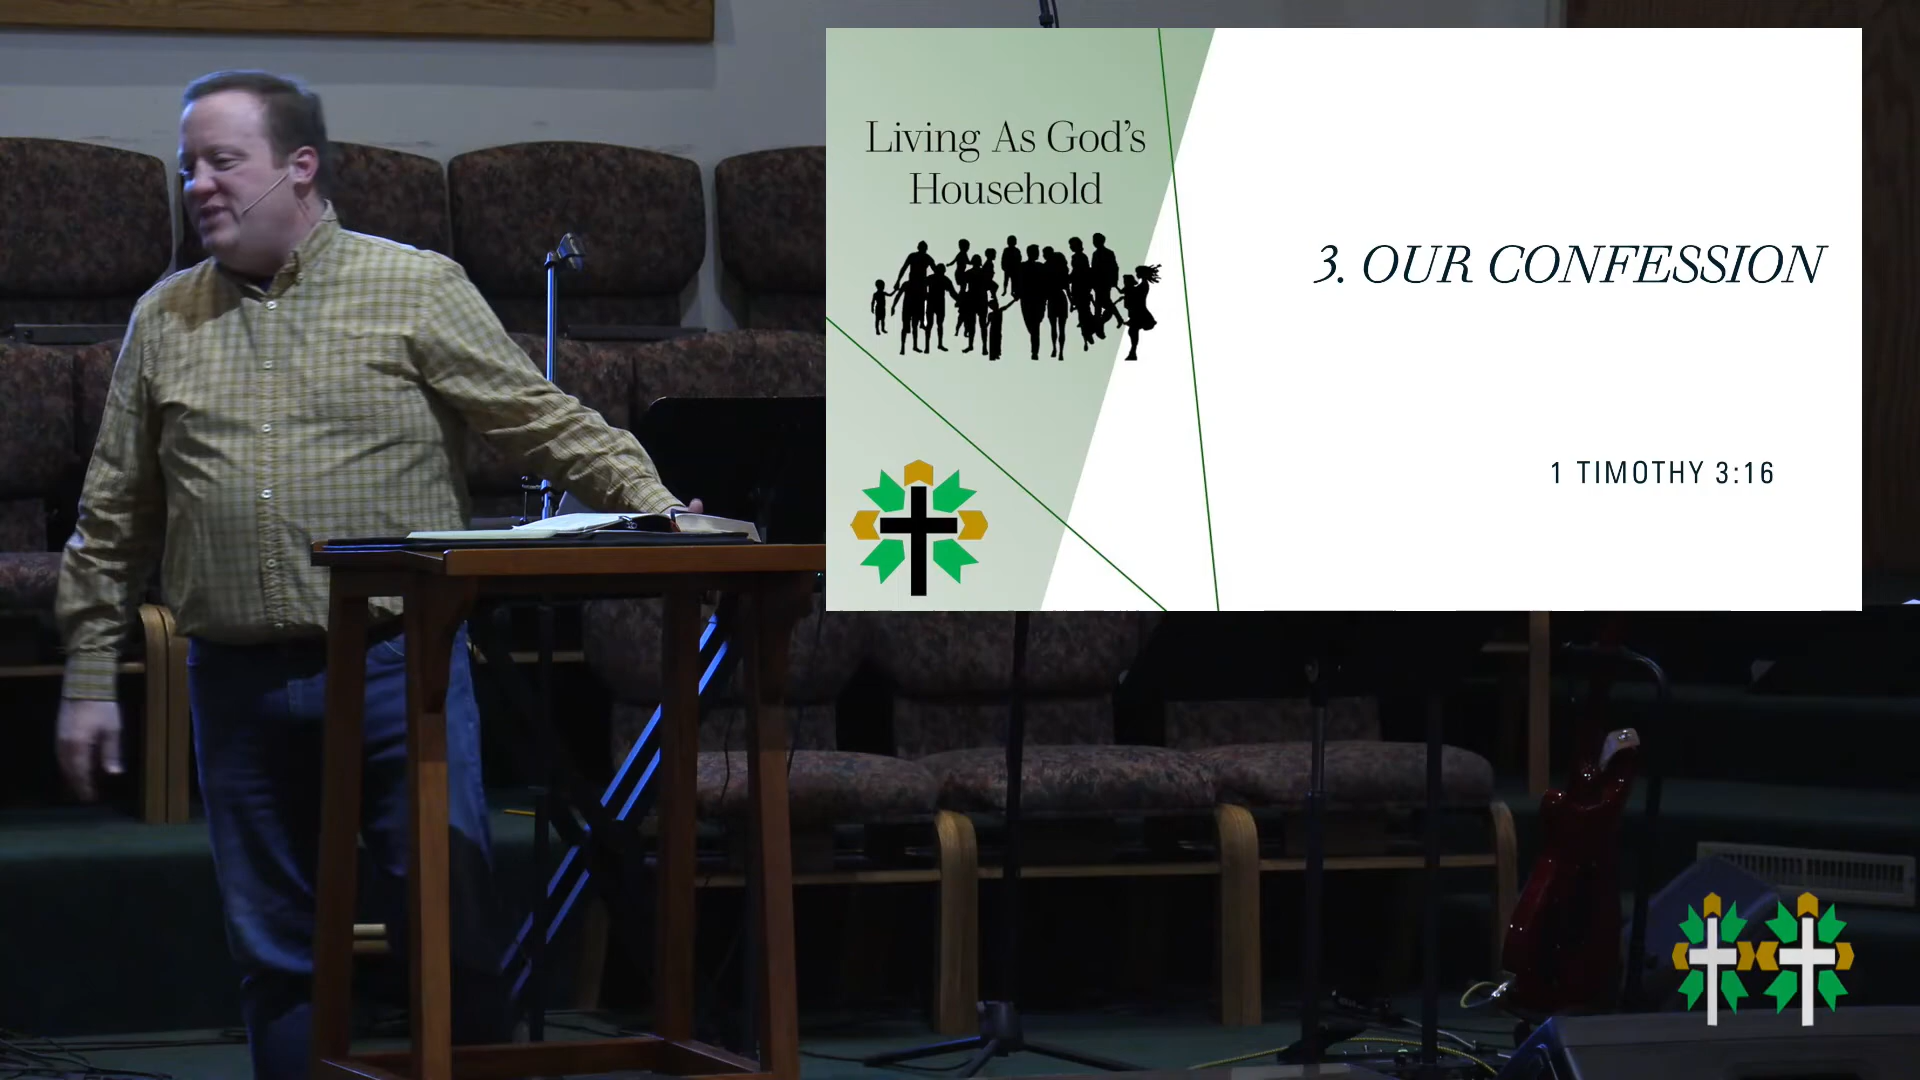 Living As God's
Household
3. OUR CONFESSION
1 TIMOTHY 3:16